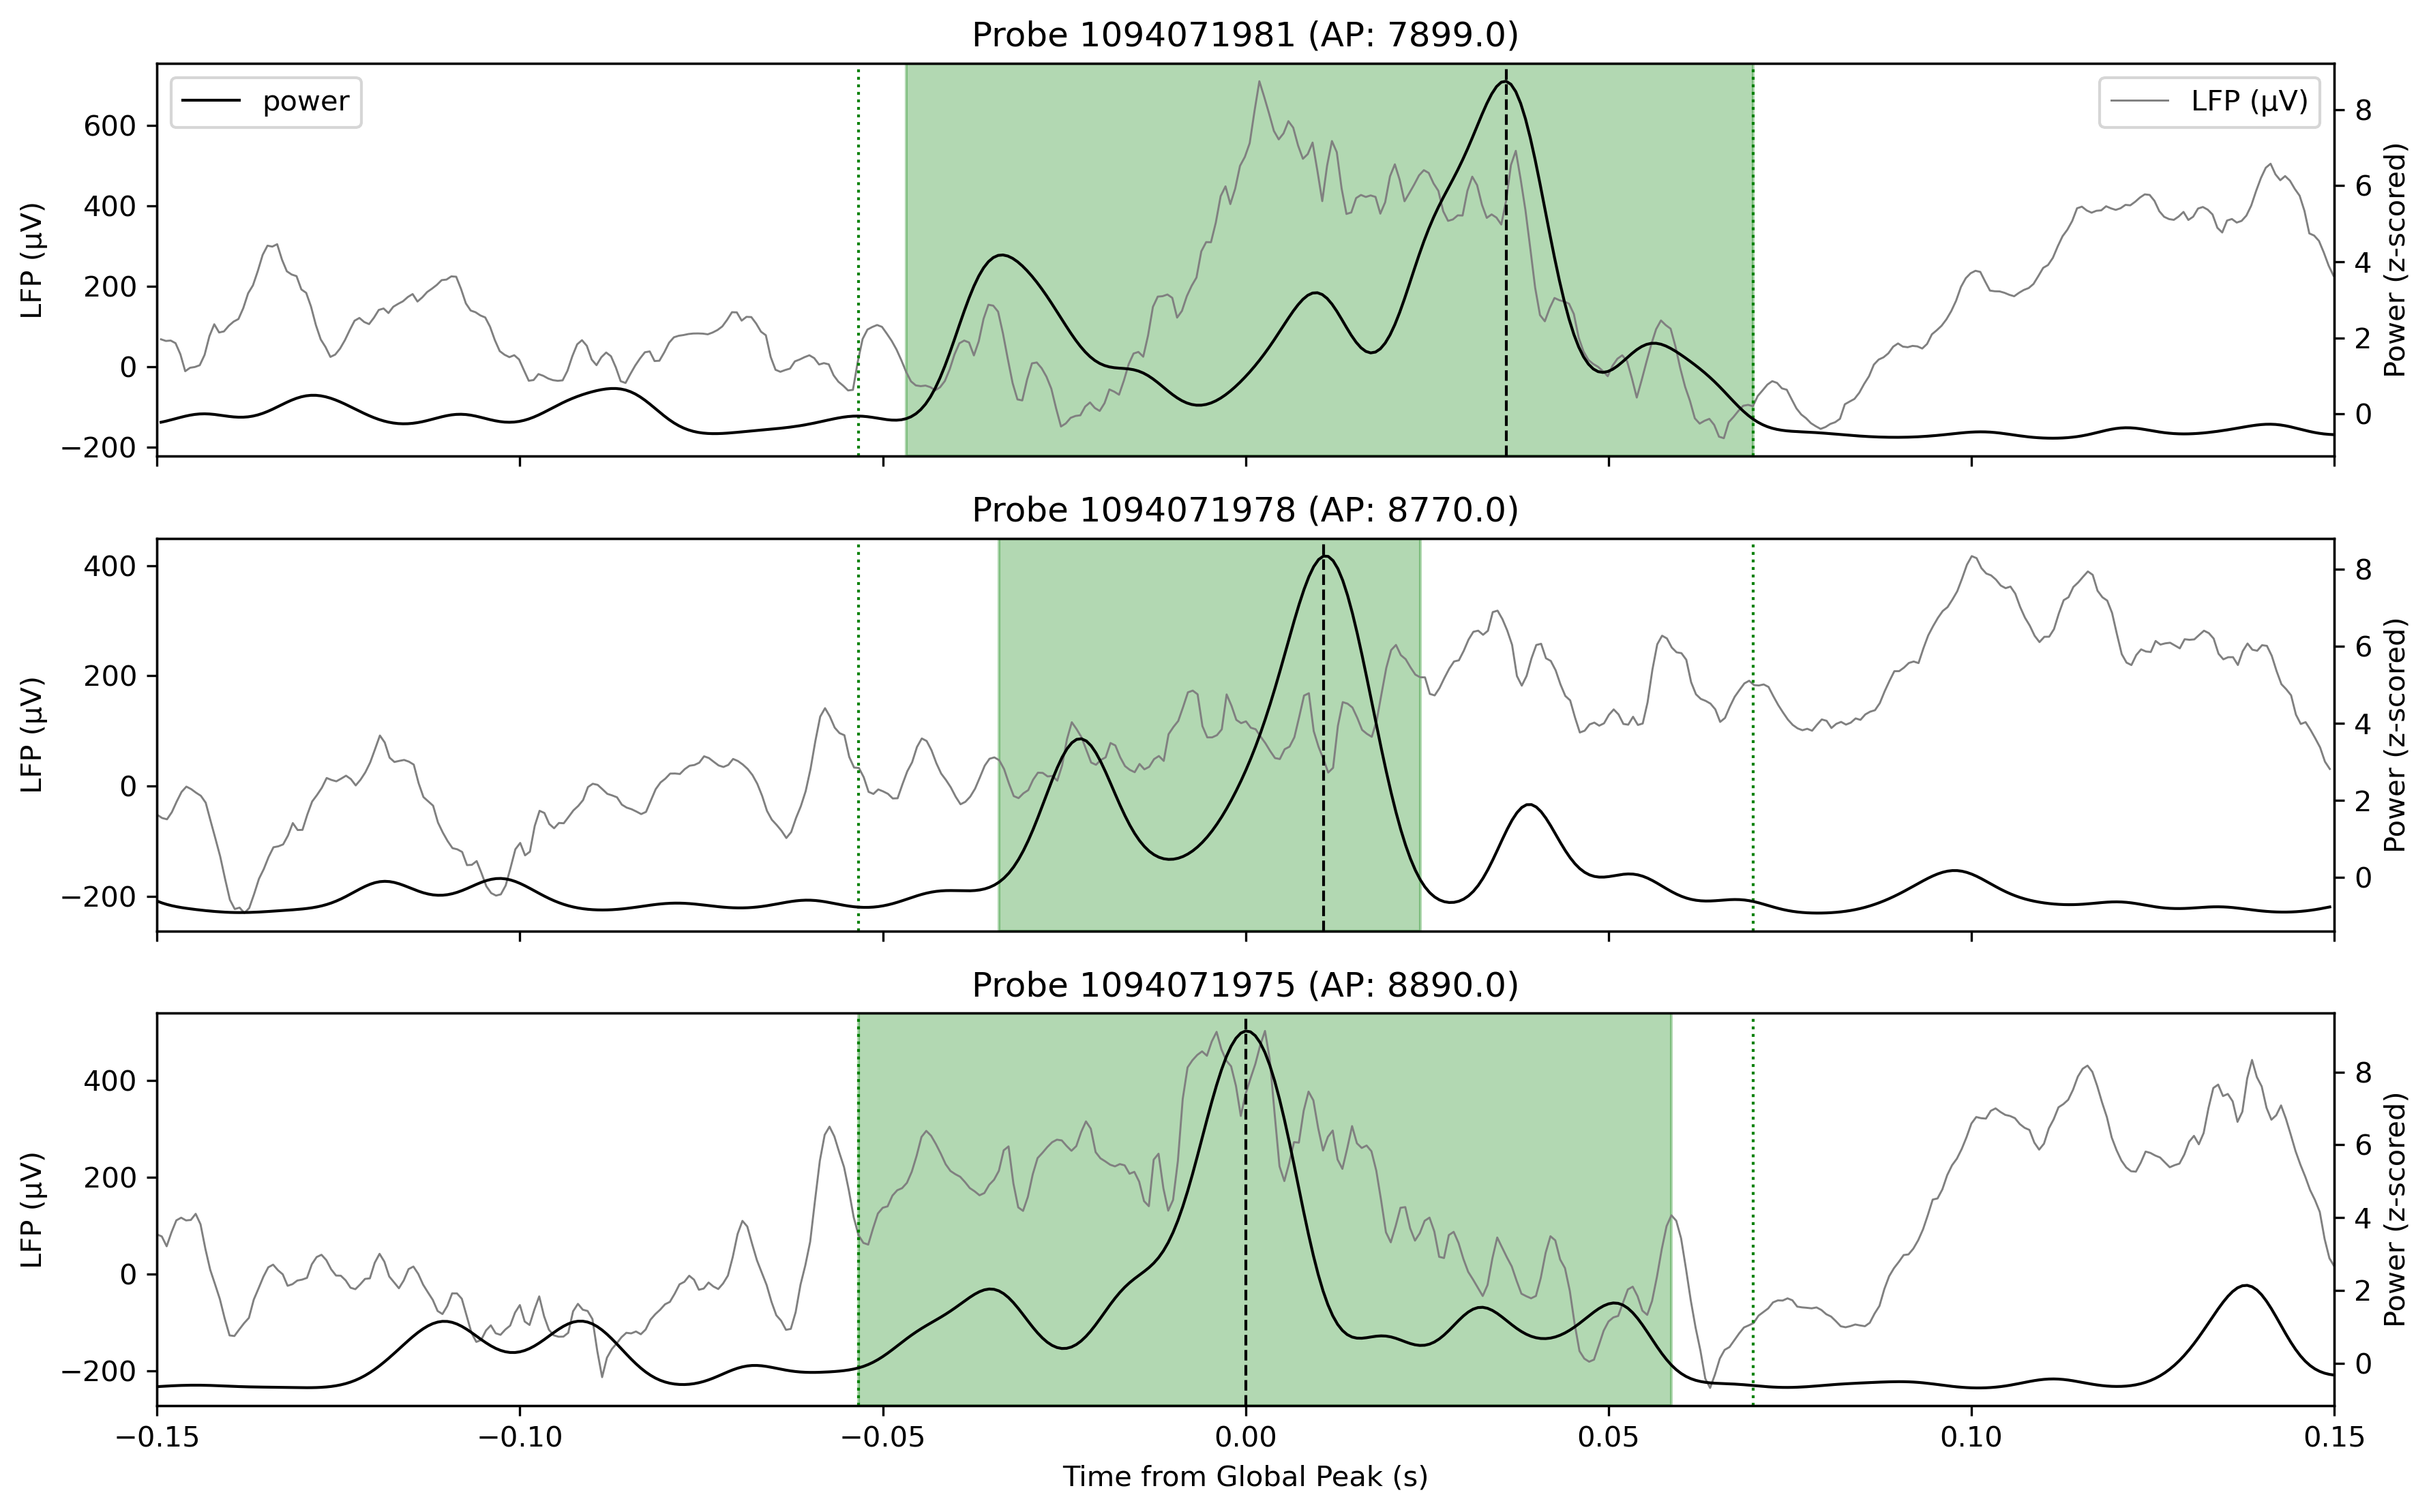 Probe 1094071981 (AP: 7899.0)
power
LFP (µV)
600
400
200
0
−200
LFP (µV)
8
6
4
2
0
Power (z-scored)
Probe 1094071978 (AP: 8770.0)
400
200
0
−200
LFP (µV)
8
6
4
2
0
Power (z-scored)
Probe 1094071975 (AP: 8890.0)
400
200
0
−200
LFP (µV)
8
6
4
2
0
Power (z-scored)
−0.15 −0.10 −0.05 0.00 0.05 0.10 0.15
Time from Global Peak (s)